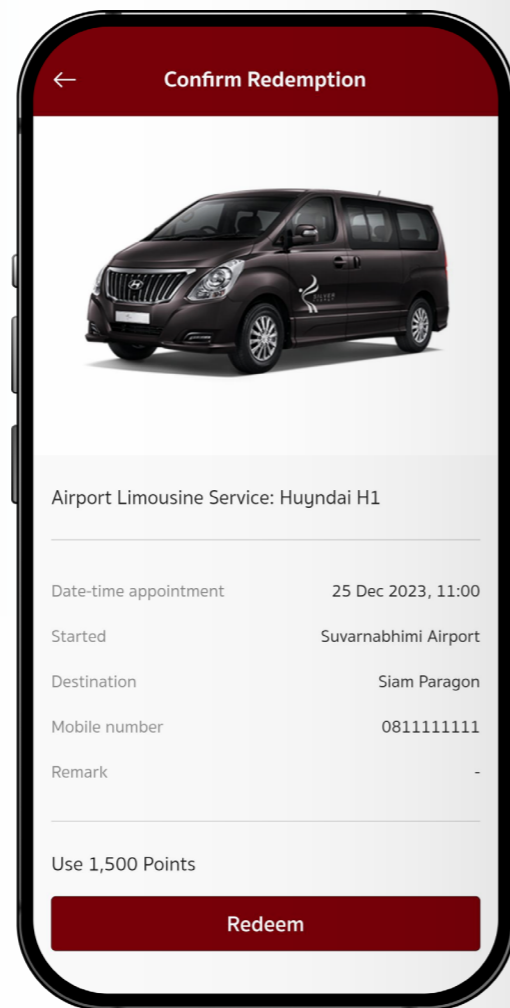 Confirm Redemption
SILVER
Airport Limousine Service: Huyndai H1
Date-time appointment 25 Dec 2023, 11:00
Started Suvarnabhimi Airport
Destination Siam Paragon
Mobile number 0811111111
Remark -
Use 1,500 Points
Redeem